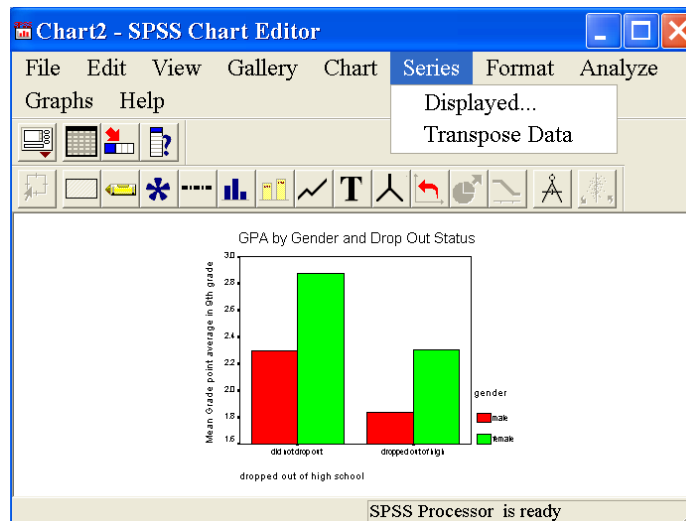 Chart2 - SPSS Chart Editor
File Edit View Gallery Chart Series Format Analyze
Graphs Help
Displayed...
Transpose Data
T
GPA by Gender and Drop Out Status
Mean Grade point average in 9th grade
3.0
2.8
2.6
2.4
2.2
2.0
1.8
1.6
did not drop out
dropped out of high
dropped out of high school
gender
male
female
SPSS Processor is ready